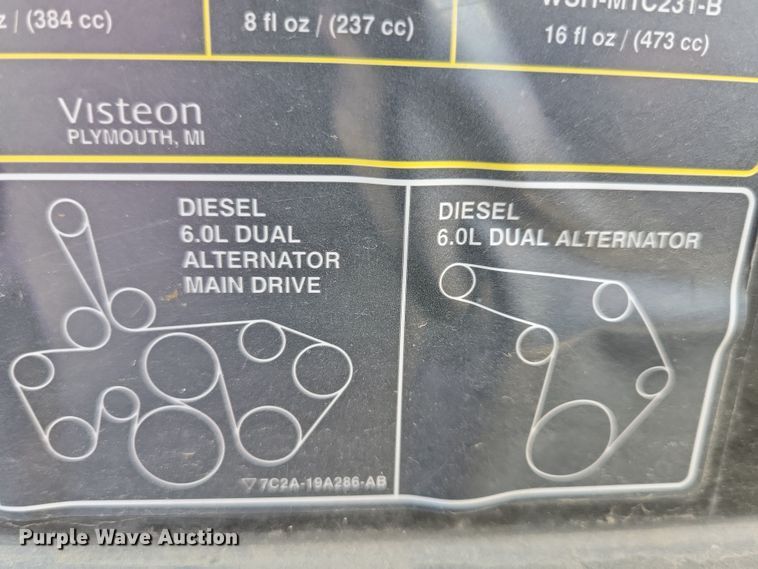 / (384 cc)
8 fl oz / (237 cc)
WSH-M1C231-B
16 fl oz / (473 cc)
Visteon
PLYMOUTH, MI
DIESEL
6.0L DUAL
ALTERNATOR
MAIN DRIVE
DIESEL
6.0L DUAL ALTERNATOR
7C2A-19A286-AB
Purple Wave Auction